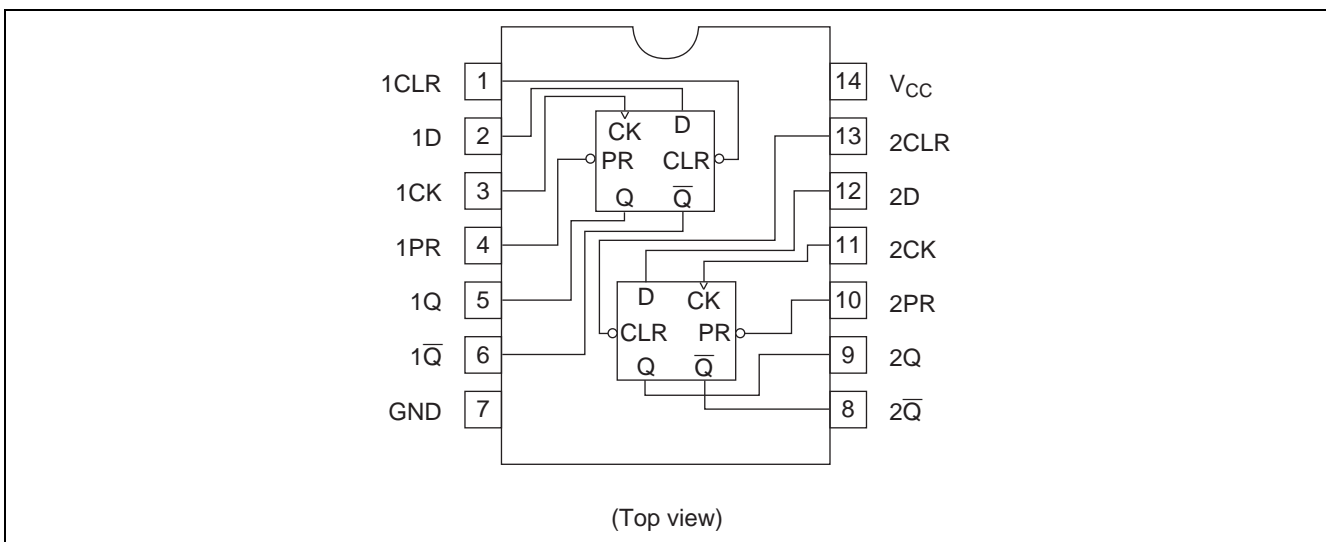 1CLR 1 14 VCC
1D 2 13 2CLR
1CK 3 12 2D
1PR 4 11 2CK
1Q 5 10 2PR
1Q̅ 6 9 2Q
GND 7 8 2Q̅
CK D
PR CLR
Q Q̅
D CK
CLR PR
Q Q̅
(Top view)